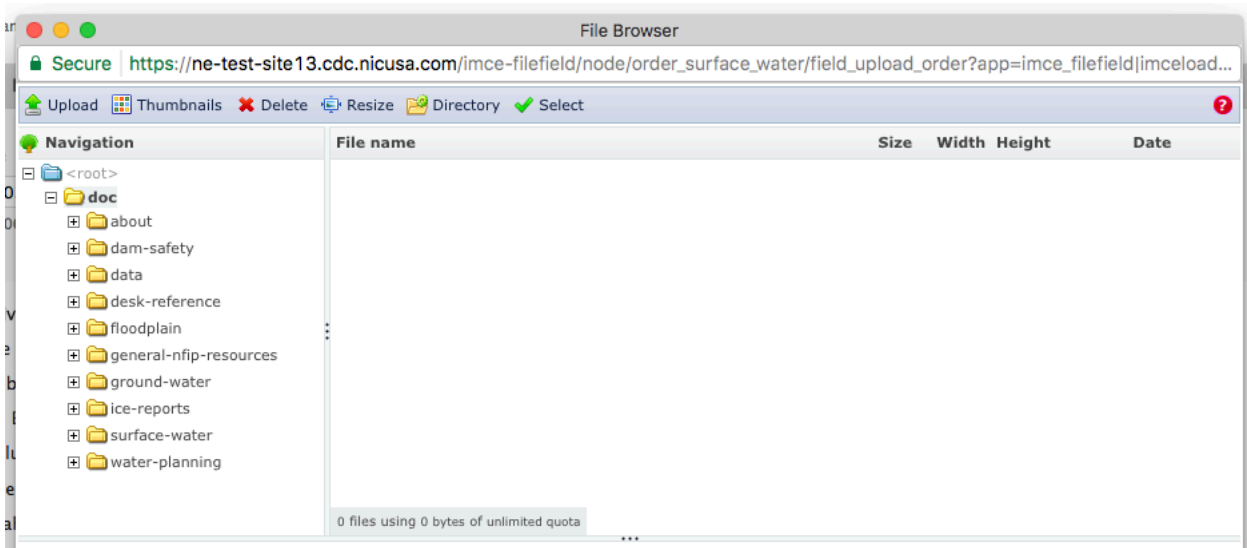 File Browser
Secure https://ne-test-site13.cdc.nicusa.com/imce-filefield/node/order_surface_water/field_upload_order?app=imce_filefield|imceload...
Upload Thumbnails Delete Resize Directory Select ?
Navigation File name Size Width Height Date
<root>
doc
about
dam-safety
data
desk-reference
floodplain
general-nfip-resources
ground-water
ice-reports
surface-water
water-planning
0 files using 0 bytes of unlimited quota